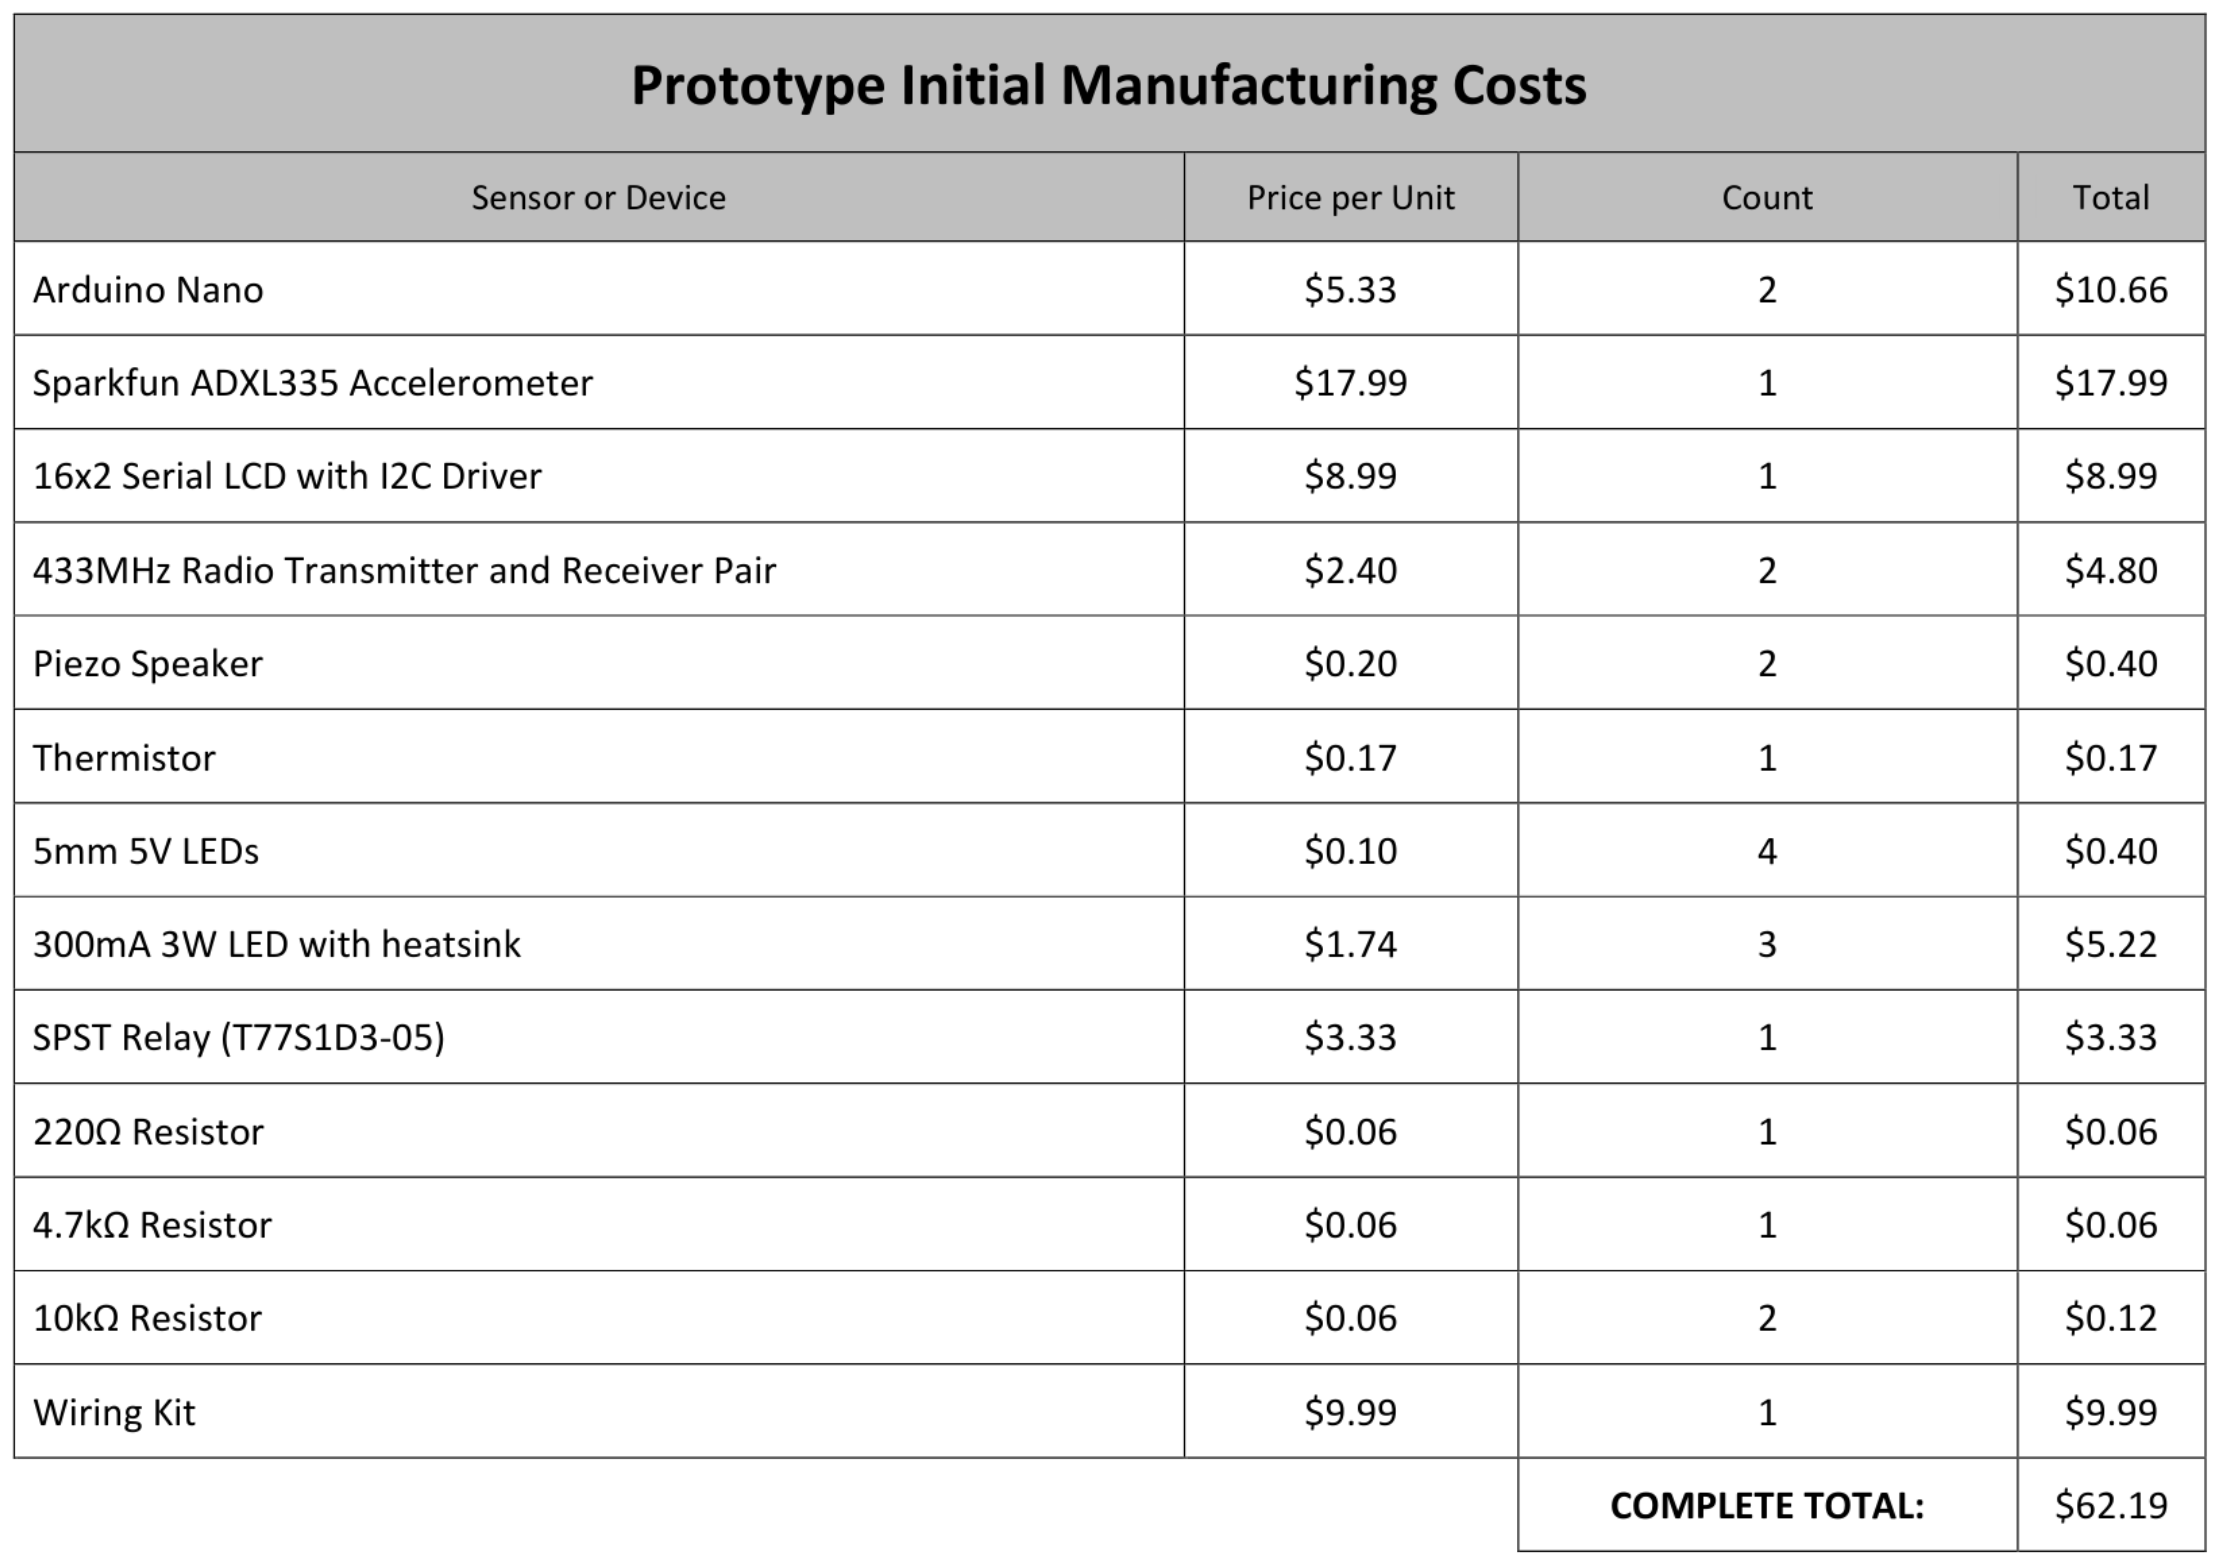 Prototype Initial Manufacturing Costs
Sensor or Device Price per Unit Count Total
Arduino Nano $5.33 2 $10.66
Sparkfun ADXL335 Accelerometer $17.99 1 $17.99
16x2 Serial LCD with I2C Driver $8.99 1 $8.99
433MHz Radio Transmitter and Receiver Pair $2.40 2 $4.80
Piezo Speaker $0.20 2 $0.40
Thermistor $0.17 1 $0.17
5mm 5V LEDs $0.10 4 $0.40
300mA 3W LED with heatsink $1.74 3 $5.22
SPST Relay (T77S1D3-05) $3.33 1 $3.33
220Ω Resistor $0.06 1 $0.06
4.7kΩ Resistor $0.06 1 $0.06
10kΩ Resistor $0.06 2 $0.12
Wiring Kit $9.99 1 $9.99
COMPLETE TOTAL: $62.19